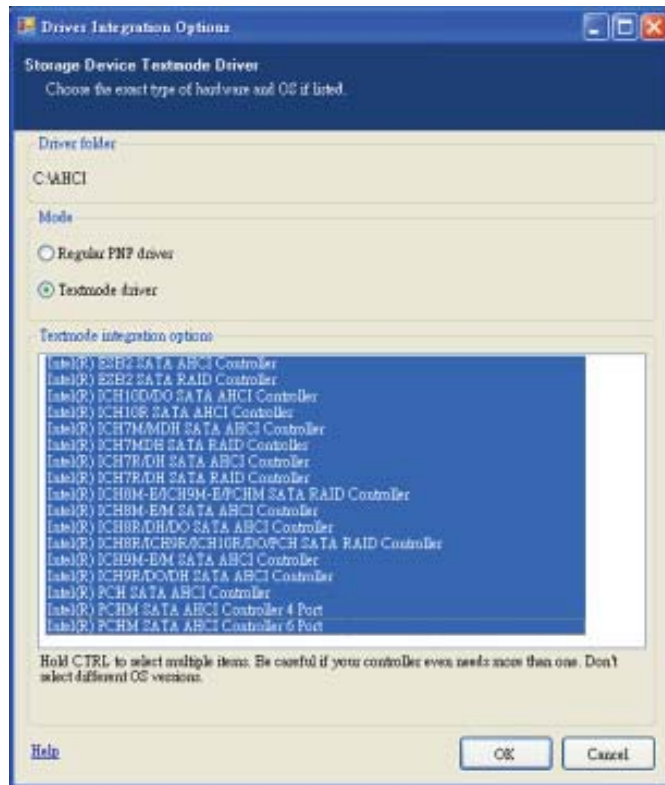 Driver Integration Options
Storage Device Textmode Driver
Choose the exact type of hardware and OS if listed.
Driver folder
C:\AHCI
Mode
Regular PNP driver
Textmode driver
Textmode integration options
Intel(R) ESB2 SATA AHCI Controller
Intel(R) ESB2 SATA RAID Controller
Intel(R) ICH10D/DO SATA AHCI Controller
Intel(R) ICH10R SATA AHCI Controller
Intel(R) ICH7M/MDH SATA AHCI Controller
Intel(R) ICH7MDH SATA RAID Controller
Intel(R) ICH7R/DH SATA AHCI Controller
Intel(R) ICH7R/DH SATA RAID Controller
Intel(R) ICH8M-E/ICH9M-E/PCHM SATA RAID Controller
Intel(R) ICH8M-E/M SATA AHCI Controller
Intel(R) ICH8R/DH/DO SATA AHCI Controller
Intel(R) ICH8R/ICH9R/ICH10R/DO/PCH SATA RAID Controller
Intel(R) ICH9M-E/M SATA AHCI Controller
Intel(R) ICH9R/DO/DH SATA AHCI Controller
Intel(R) PCH SATA AHCI Controller
Intel(R) PCHM SATA AHCI Controller 4 Port
Intel(R) PCHM SATA AHCI Controller 6 Port
Hold CTRL to select multiple items. Be careful if your controller even needs more than one. Don't
select different OS versions.
Help
OK
Cancel